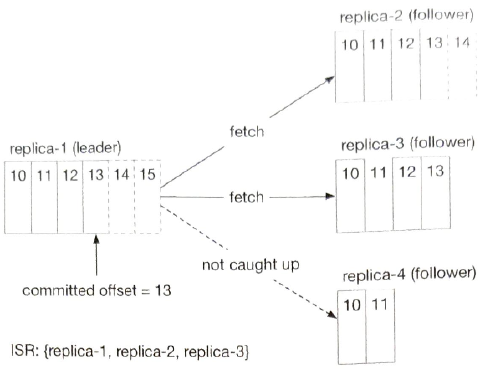 replica-2 (follower)
10 11 12 13 14
fetch
replica-1 (leader)
10 11 12 13 14 15
replica-3 (follower)
10 11 12 13
fetch
not caught up
replica-4 (follower)
10 11
committed offset = 13
ISR: {replica-1, replica-2, replica-3}